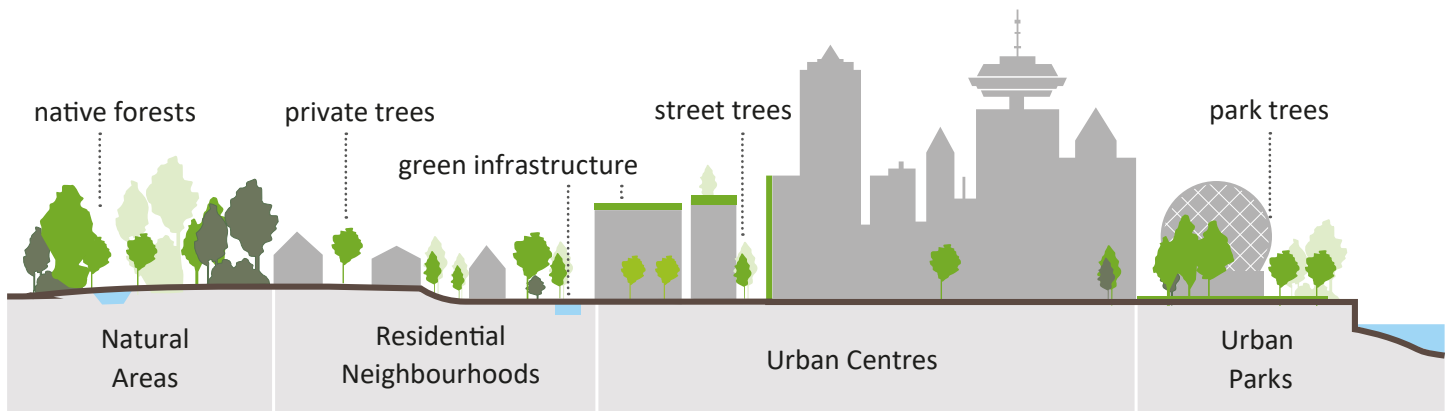 native forests
private trees
green infrastructure
street trees
park trees
Natural
Areas
Residential
Neighbourhoods
Urban Centres
Urban
Parks